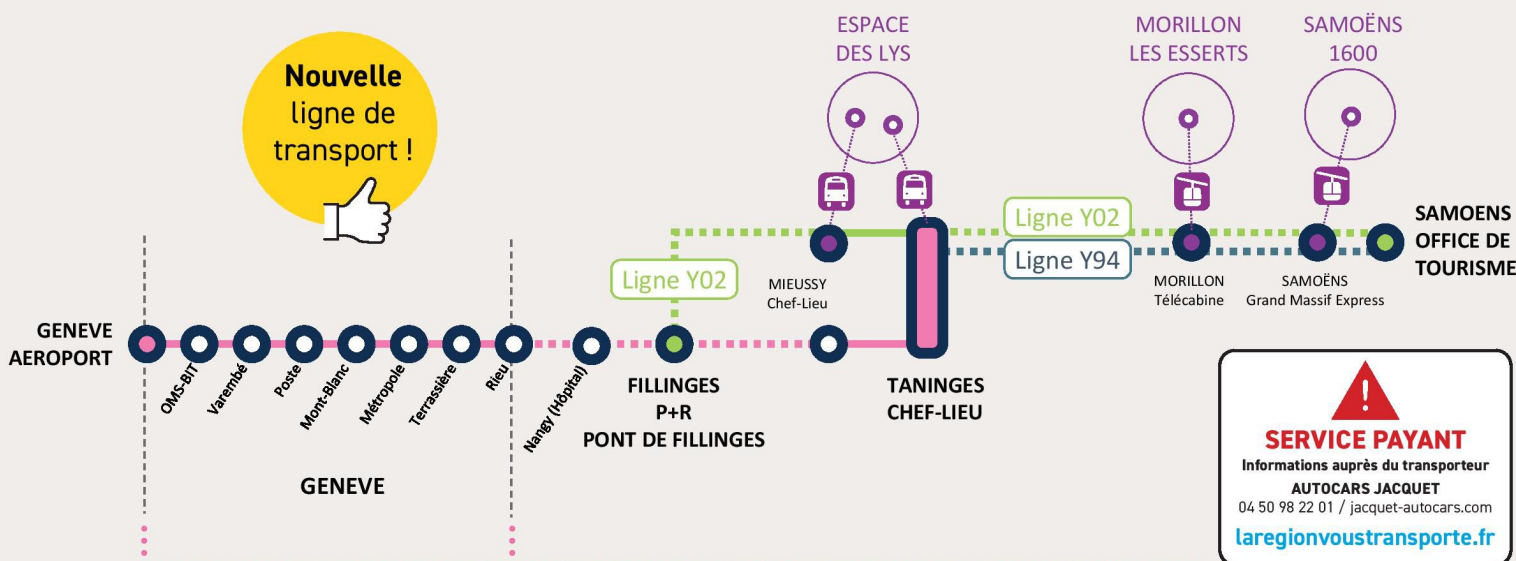 Nouvelle
ligne de
transport !
ESPACE
DES LYS
MORILLON
LES ESSERTS
SAMOËNS
1600
Ligne Y02
Ligne Y94
SAMOENS
OFFICE DE
TOURISME
Ligne Y02
MIEUSSY
Chef-Lieu
MORILLON
Télécabine
SAMOËNS
Grand Massif Express
GENEVE
AEROPORT
OMS-BIT
Varembé
Poste
Mont-Blanc
Métropole
Terrassière
Rieu
Nangy (Hôpital)
FILLINGES
P+R
PONT DE FILLINGES
TANINGES
CHEF-LIEU
GENEVE
SERVICE PAYANT
Informations auprès du transporteur
AUTOCARS JACQUET
04 50 98 22 01 / jacquet-autocars.com
laregionvoustransporte.fr